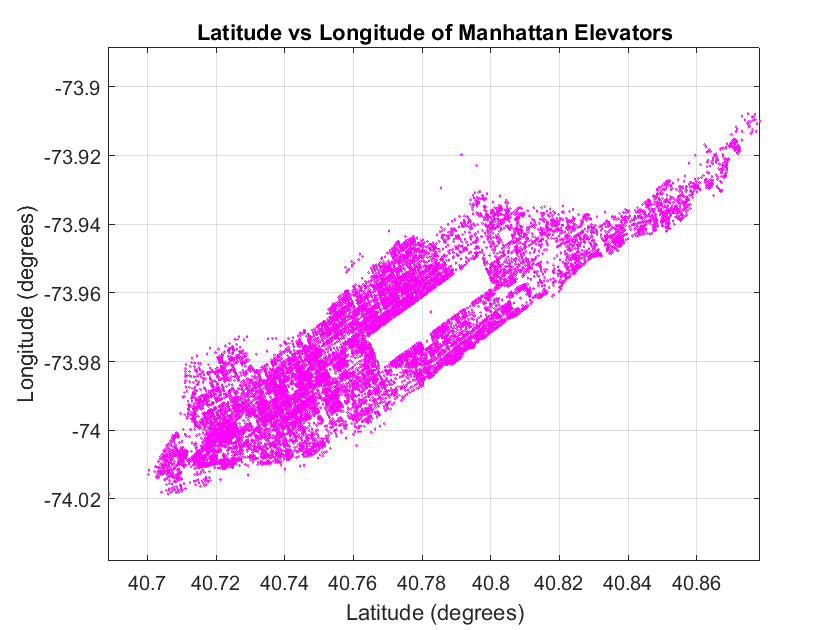 Latitude vs Longitude of Manhattan Elevators
-73.9
-73.92
-73.94
-73.96
-73.98
-74
-74.02
Longitude (degrees)
40.7 40.72 40.74 40.76 40.78 40.8 40.82 40.84 40.86
Latitude (degrees)